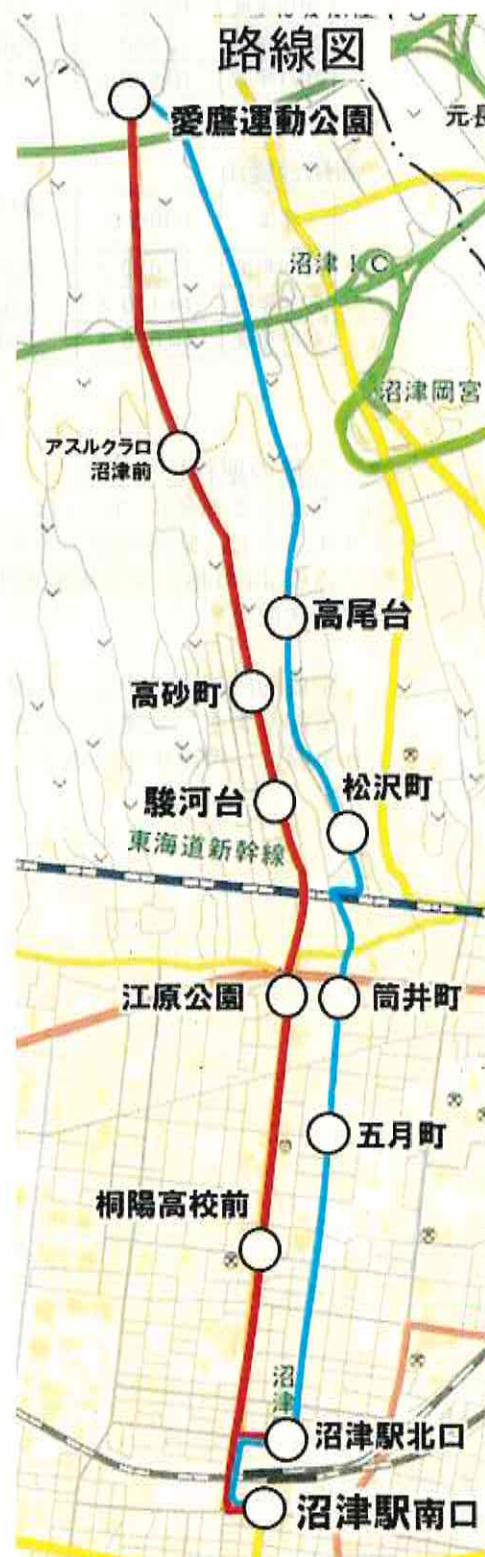 路線図
愛鷹運動公園
元長
沼津IC
沼津岡宮
アスルクラロ
沼津前
高尾台
高砂町
駿河台
松沢町
東海道新幹線
江原公園
筒井町
五月町
桐陽高校前
沼津
沼津駅北口
沼津駅南口